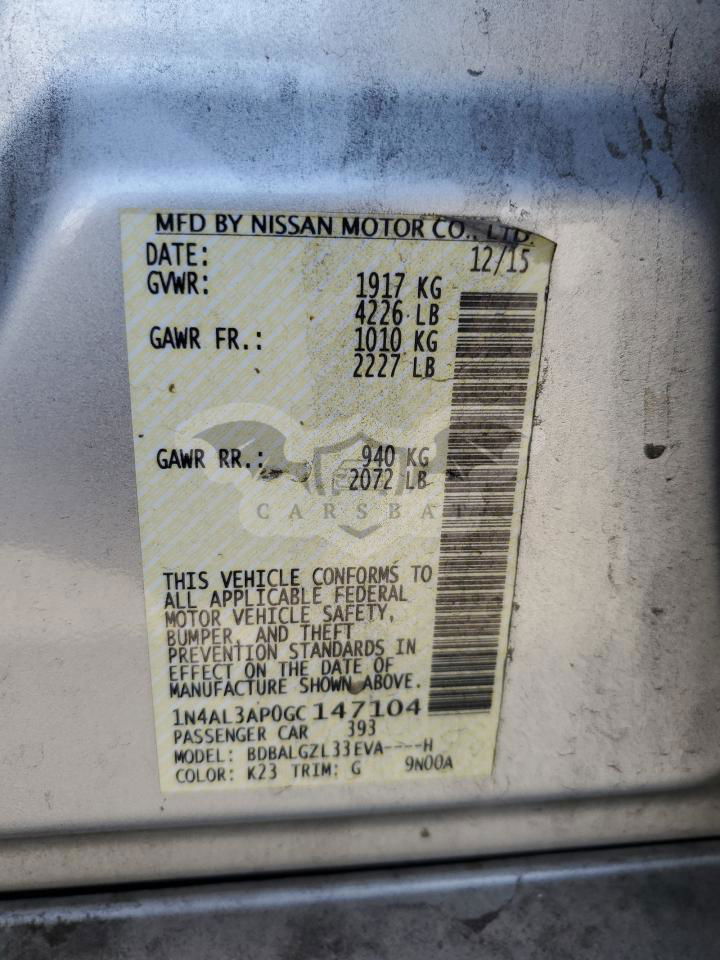 MFD BY NISSAN MOTOR CO., LTD.
DATE: 12/15
GVWR: 1917 KG
4226 LB
GAWR FR.: 1010 KG
2227 LB
GAWR RR.: 940 KG
2072 LB
CARSBAT
THIS VEHICLE CONFORMS TO
ALL APPLICABLE FEDERAL
MOTOR VEHICLE SAFETY,
BUMPER, AND THEFT
PREVENTION STANDARDS IN
EFFECT ON THE DATE OF
MANUFACTURE SHOWN ABOVE.
1N4AL3AP0GC147104
PASSENGER CAR 393
MODEL: BDBALGZL33EVA----H
COLOR: K23 TRIM: G 9N00A